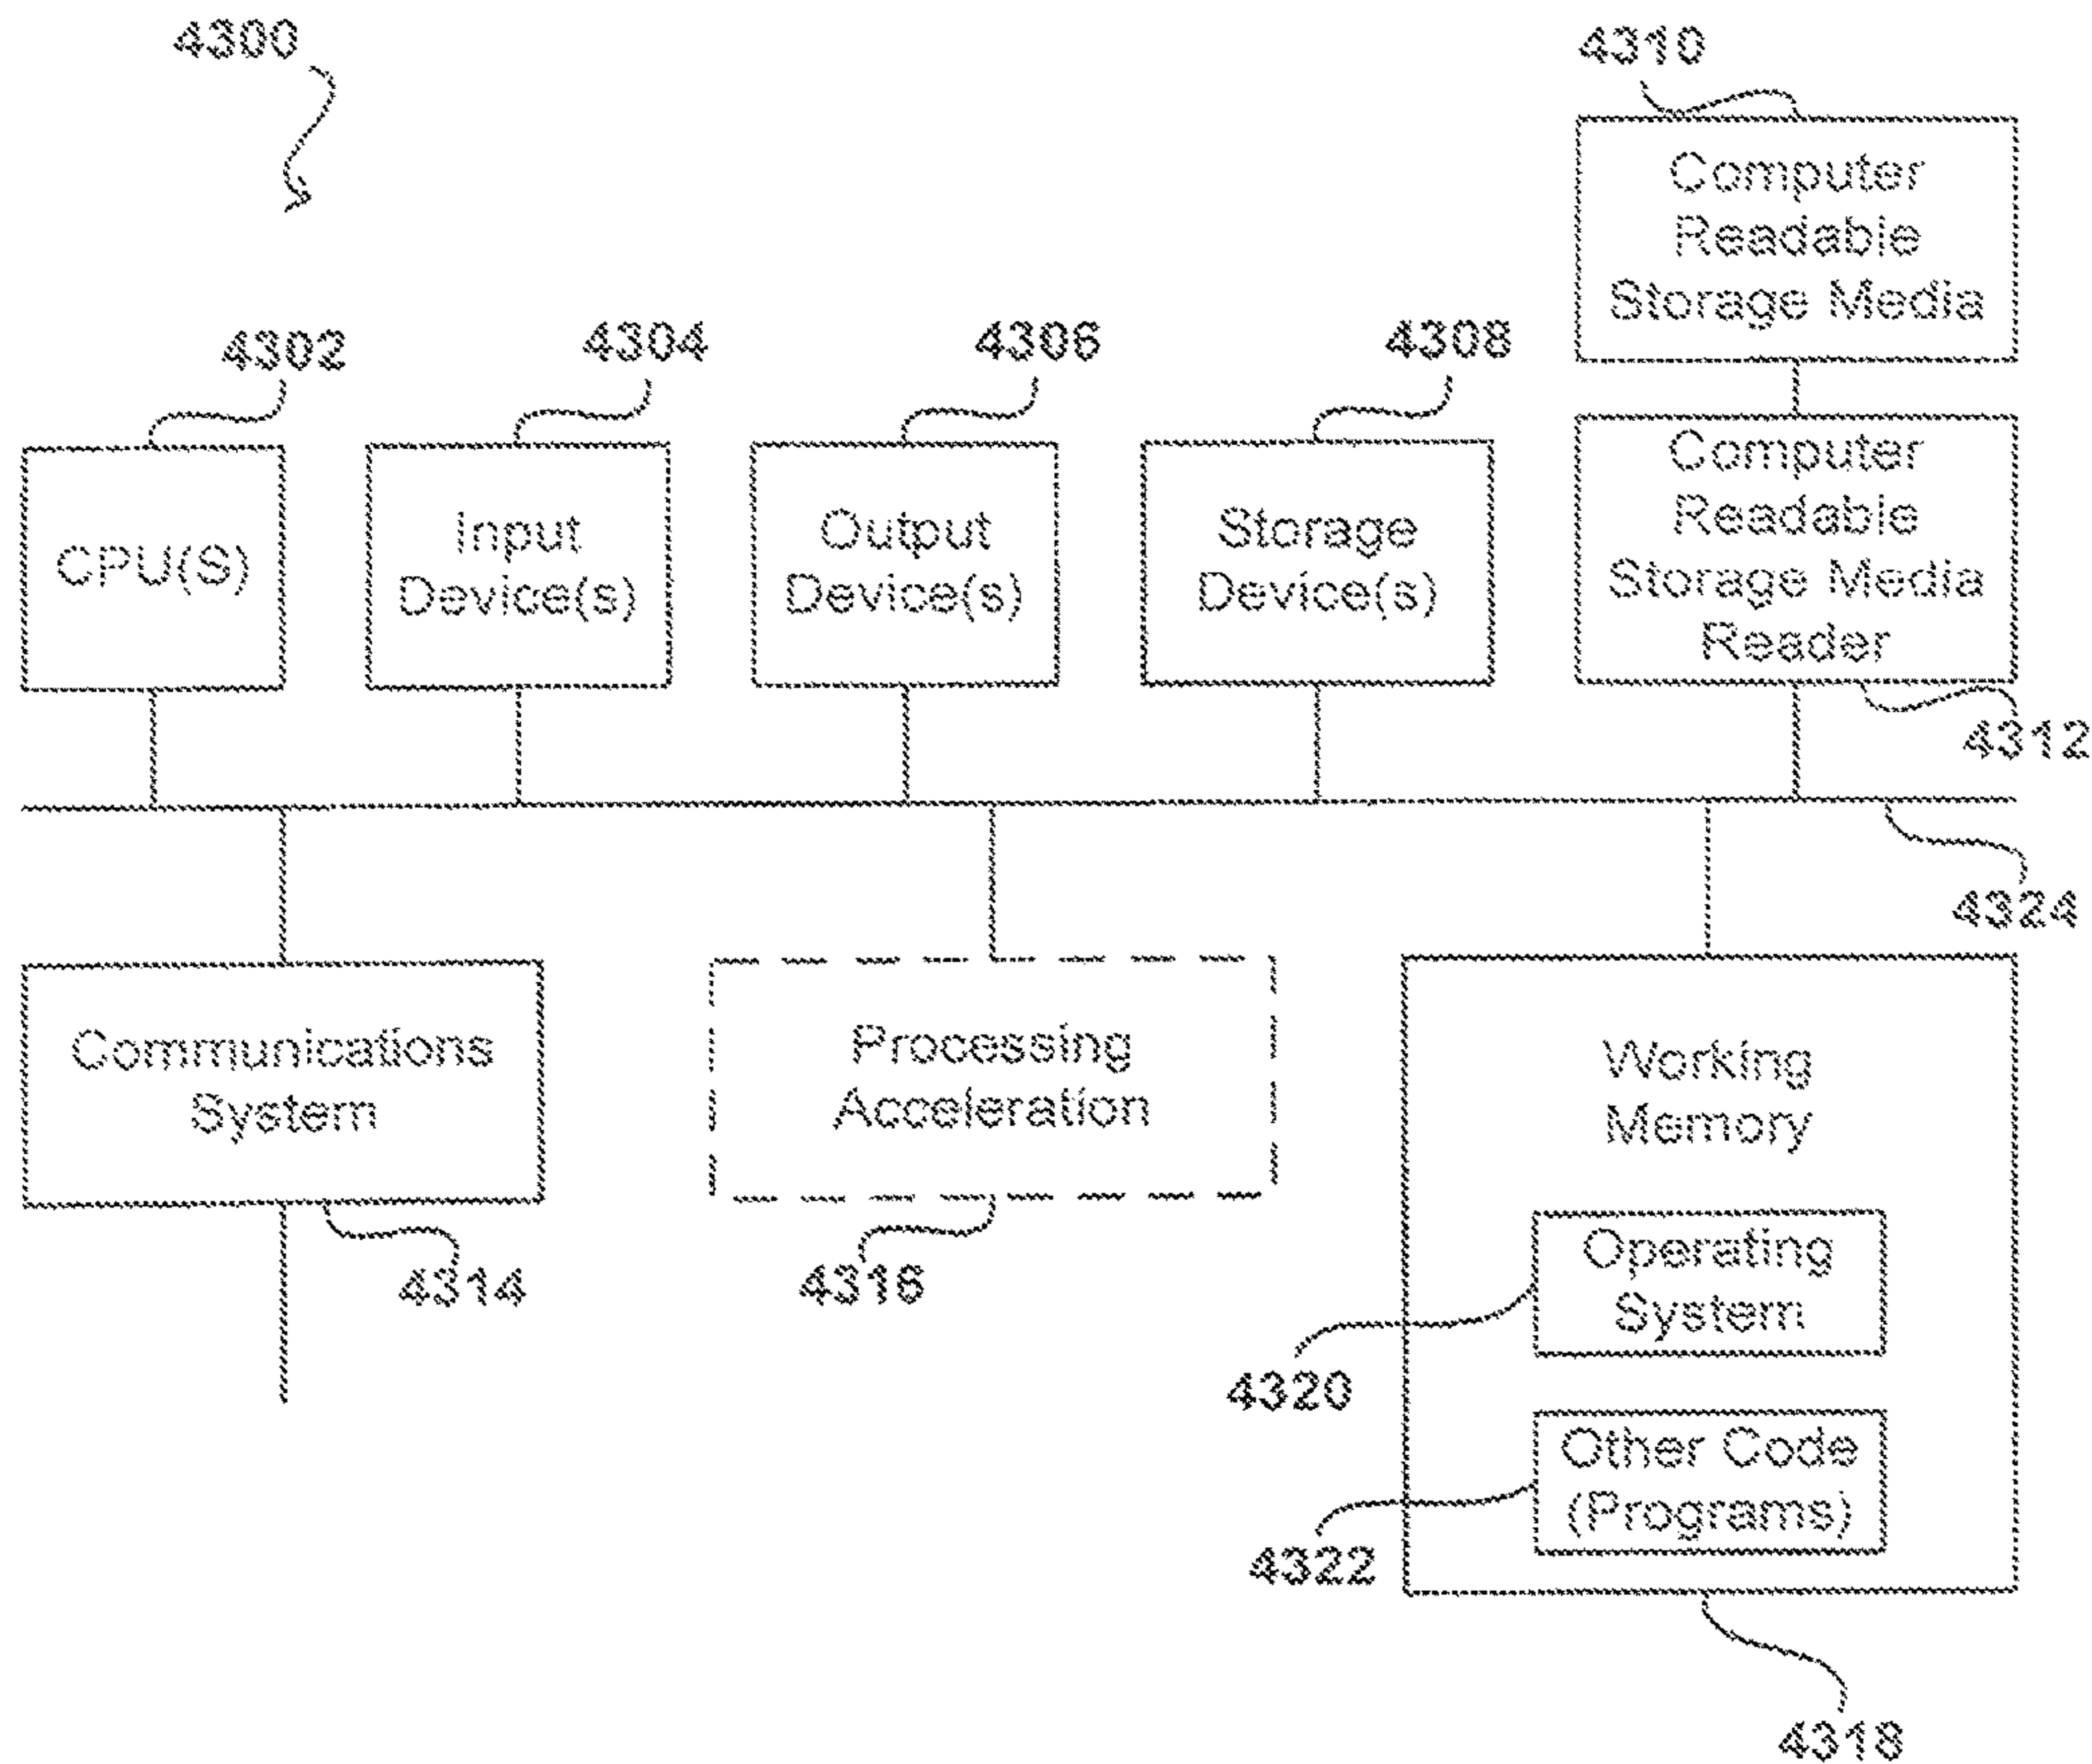 4300
4310
Computer
Readable
Storage Media
4302
4304
4306
4308
CPU(S)
Input
Device(s)
Output
Device(s)
Storage
Device(s)
Computer
Readable
Storage Media
Reader
4312
4324
Communications
System
4314
Processing
Acceleration
4316
Working
Memory
Operating
System
4320
Other Code
(Programs)
4322
4318